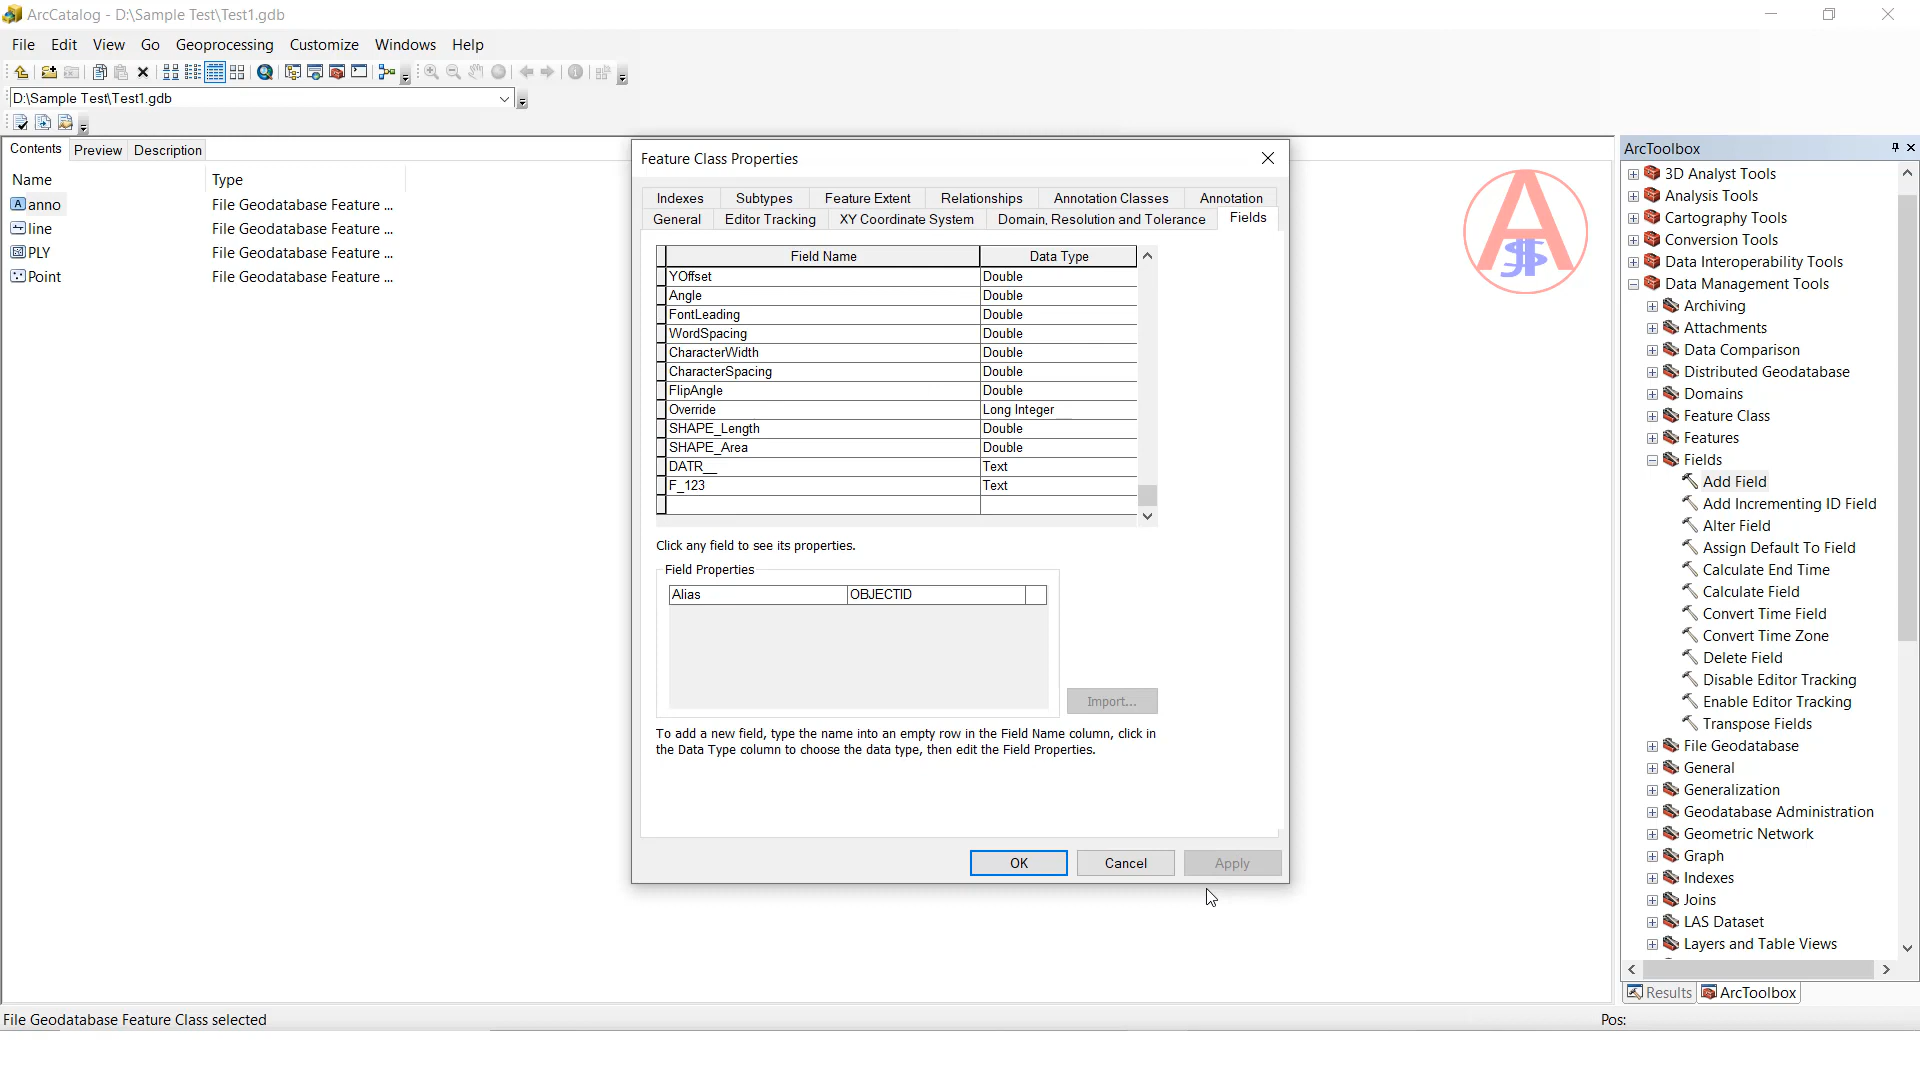 ArcCatalog - D:\Sample Test\Test1.gdb
File Edit View Go Geoprocessing Customize Windows Help
D:\Sample Test\Test1.gdb
Contents Preview Description
Name Type
anno File Geodatabase Feature ...
line File Geodatabase Feature ...
PLY File Geodatabase Feature ...
Point File Geodatabase Feature ...
Feature Class Properties
Indexes Subtypes Feature Extent Relationships Annotation Classes Annotation
General Editor Tracking XY Coordinate System Domain, Resolution and Tolerance Fields
Field Name Data Type
YOffset Double
Angle Double
FontLeading Double
WordSpacing Double
CharacterWidth Double
CharacterSpacing Double
FlipAngle Double
Override Long Integer
SHAPE_Length Double
SHAPE_Area Double
DATR__ Text
F_123 Text
Click any field to see its properties.
Field Properties
Alias OBJECTID
Import...
To add a new field, type the name into an empty row in the Field Name column, click in
the Data Type column to choose the data type, then edit the Field Properties.
OK Cancel Apply
ArcToolbox
3D Analyst Tools
Analysis Tools
Cartography Tools
Conversion Tools
Data Interoperability Tools
Data Management Tools
Archiving
Attachments
Data Comparison
Distributed Geodatabase
Domains
Feature Class
Features
Fields
Add Field
Add Incrementing ID Field
Alter Field
Assign Default To Field
Calculate End Time
Calculate Field
Convert Time Field
Convert Time Zone
Delete Field
Disable Editor Tracking
Enable Editor Tracking
Transpose Fields
File Geodatabase
General
Generalization
Geodatabase Administration
Geometric Network
Graph
Indexes
Joins
LAS Dataset
Layers and Table Views
Results ArcToolbox
File Geodatabase Feature Class selected
Pos: